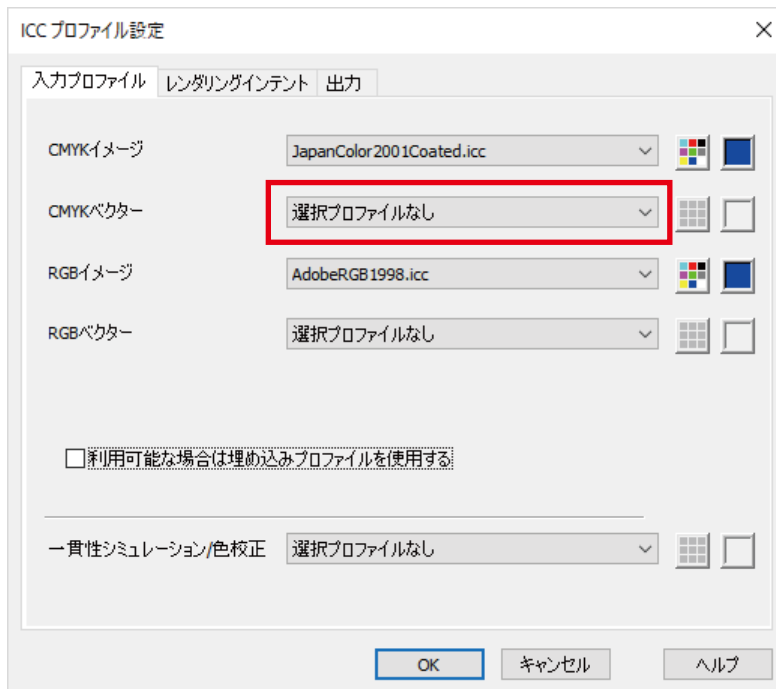 ICC プロファイル設定
入力プロファイル レンダリングインテント 出力
CMYKイメージ JapanColor2001Coated.icc
CMYKベクター 選択プロファイルなし
RGBイメージ AdobeRGB1998.icc
RGBベクター 選択プロファイルなし
利用可能な場合は埋め込みプロファイルを使用する
一貫性シミュレーション/色校正 選択プロファイルなし
OK キャンセル ヘルプ